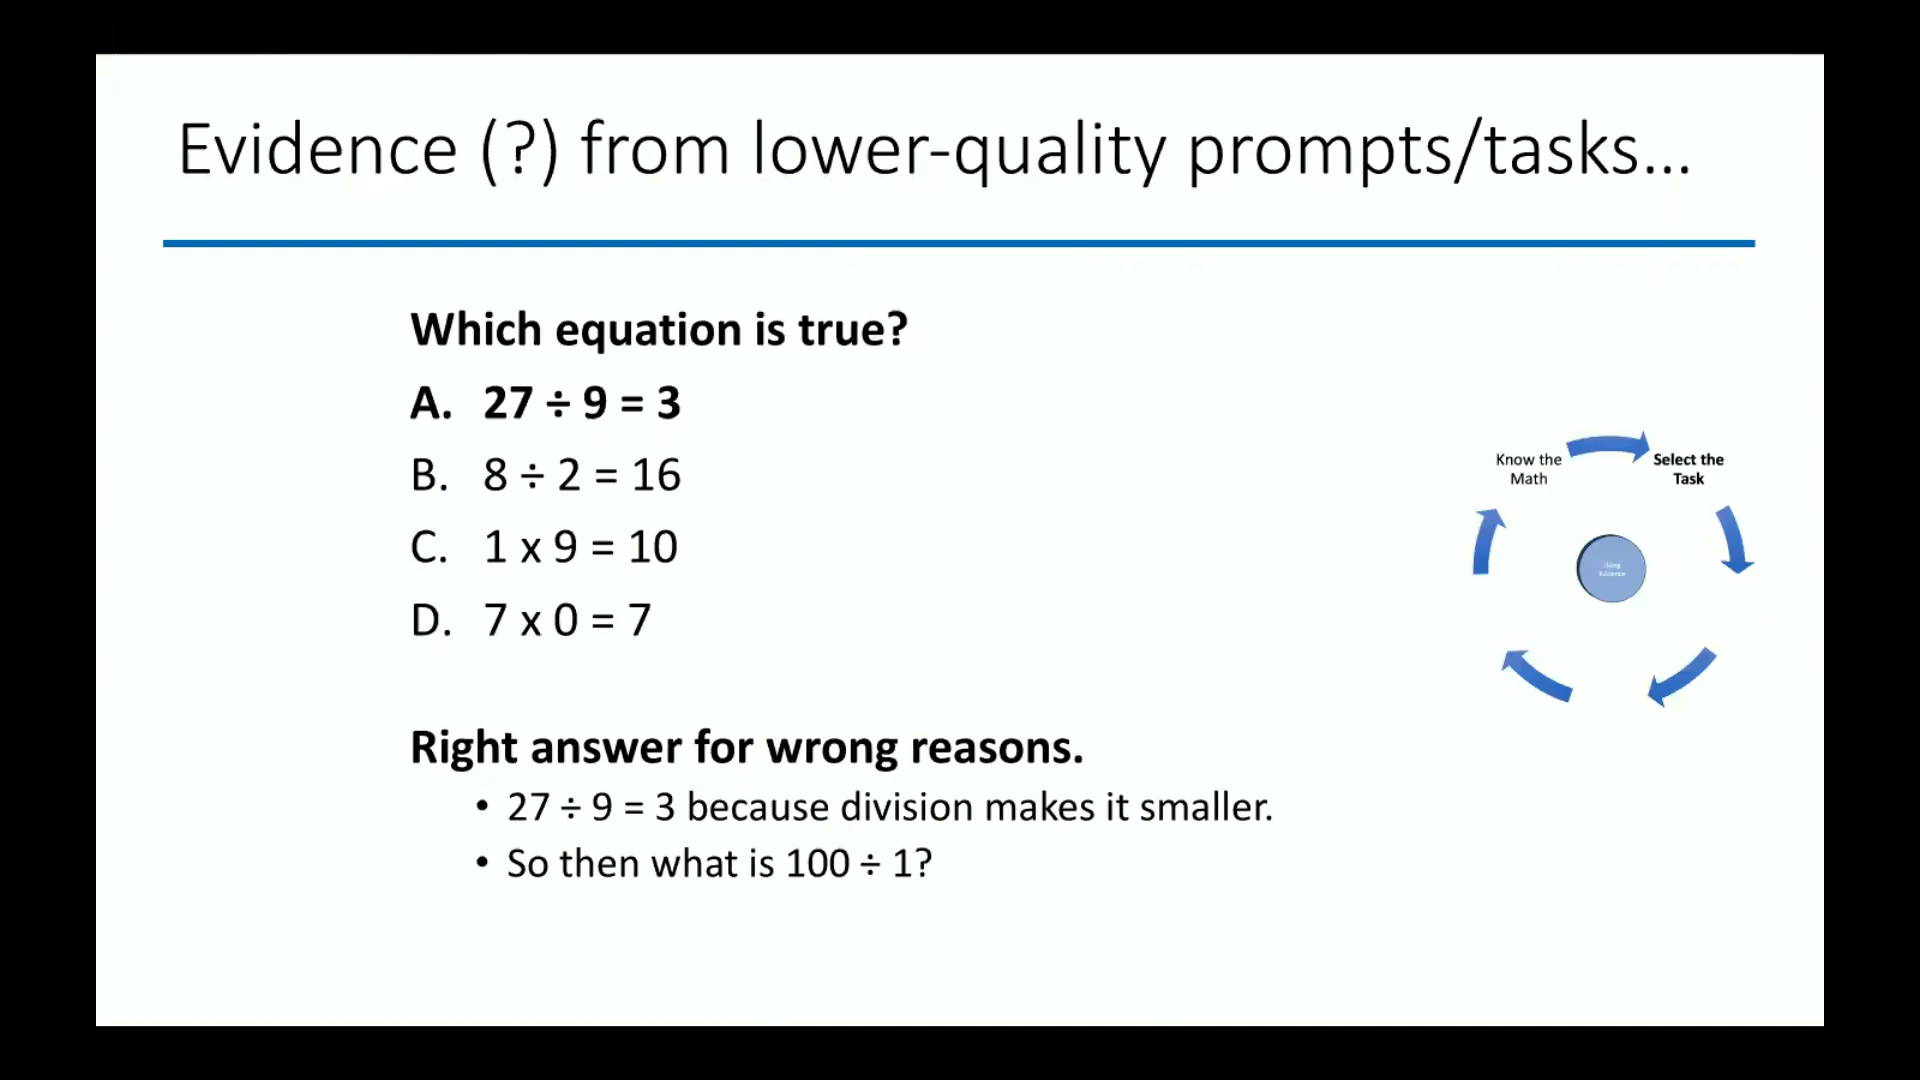 Evidence (?) from lower-quality prompts/tasks...
Which equation is true?
A. 27 ÷ 9 = 3
B. 8 ÷ 2 = 16
C. 1 x 9 = 10
D. 7 x 0 = 7
Right answer for wrong reasons.
• 27 ÷ 9 = 3 because division makes it smaller.
• So then what is 100 ÷ 1?
Know the
Math
Select the
Task
Using
Evidence